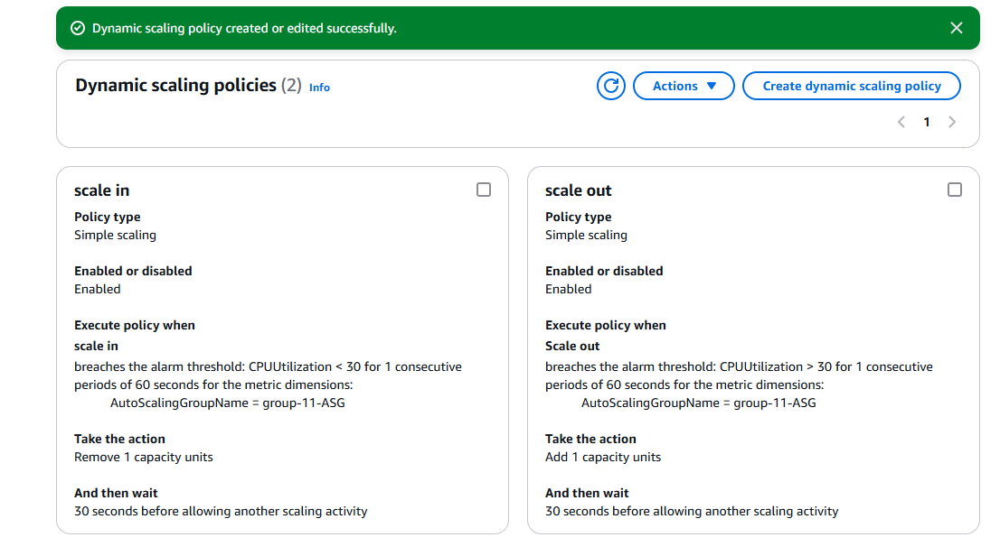 Dynamic scaling policy created or edited successfully.
Dynamic scaling policies (2) Info
Actions
Create dynamic scaling policy
1
scale in
Policy type
Simple scaling
Enabled or disabled
Enabled
Execute policy when
scale in
breaches the alarm threshold: CPUUtilization < 30 for 1 consecutive
periods of 60 seconds for the metric dimensions:
AutoScalingGroupName = group-11-ASG
Take the action
Remove 1 capacity units
And then wait
30 seconds before allowing another scaling activity
scale out
Policy type
Simple scaling
Enabled or disabled
Enabled
Execute policy when
Scale out
breaches the alarm threshold: CPUUtilization > 30 for 1 consecutive
periods of 60 seconds for the metric dimensions:
AutoScalingGroupName = group-11-ASG
Take the action
Add 1 capacity units
And then wait
30 seconds before allowing another scaling activity